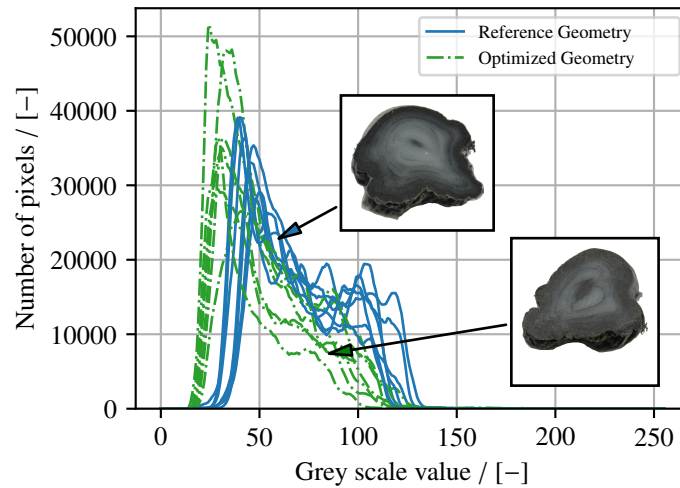 Reference Geometry
Optimized Geometry
50000
40000
30000
20000
10000
0
Number of pixels / [−]
0 50 100 150 200 250
Grey scale value / [−]